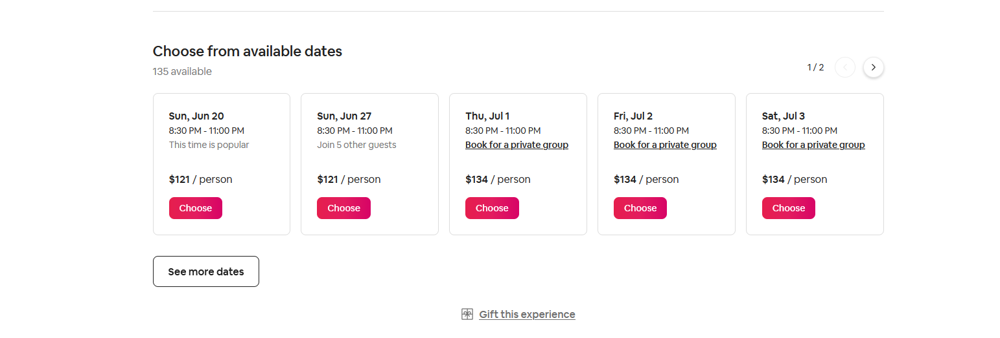 Choose from available dates
135 available
1 / 2
Sun, Jun 20
8:30 PM - 11:00 PM
This time is popular
$121 / person
Choose
Sun, Jun 27
8:30 PM - 11:00 PM
Join 5 other guests
$121 / person
Choose
Thu, Jul 1
8:30 PM - 11:00 PM
Book for a private group
$134 / person
Choose
Fri, Jul 2
8:30 PM - 11:00 PM
Book for a private group
$134 / person
Choose
Sat, Jul 3
8:30 PM - 11:00 PM
Book for a private group
$134 / person
Choose
See more dates
Gift this experience